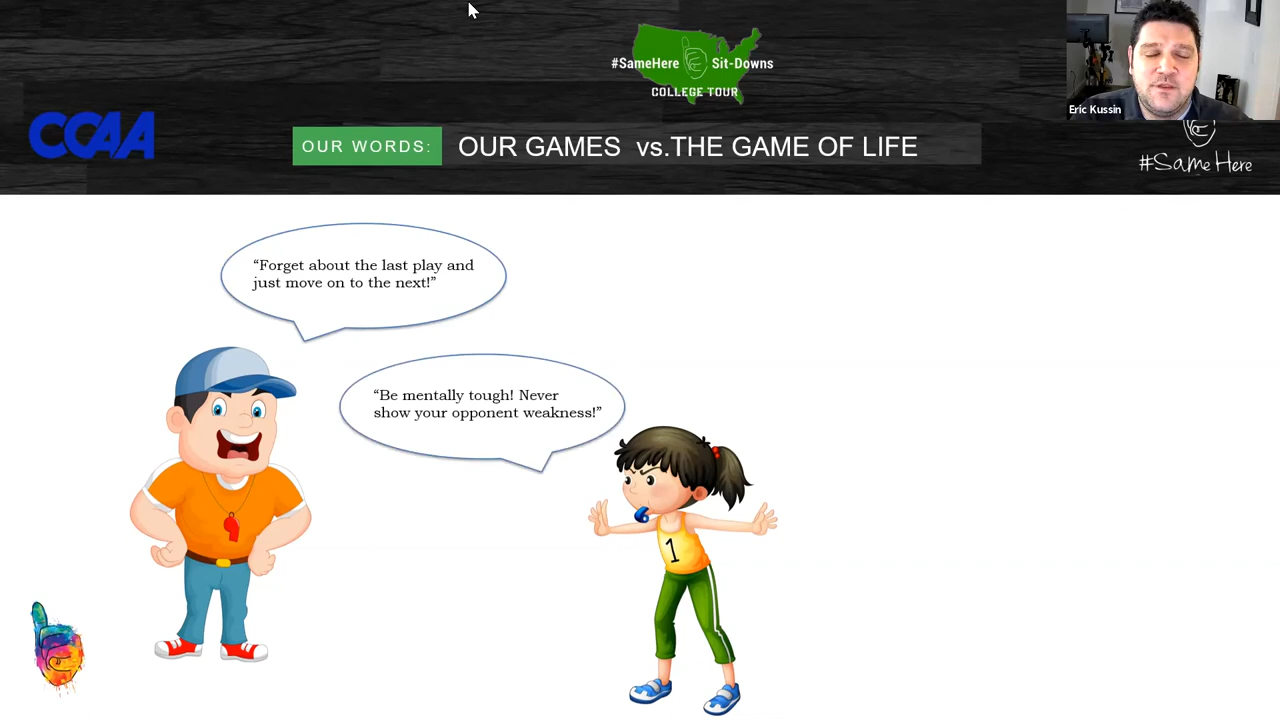 #SameHere Sit-Downs
COLLEGE TOUR
Eric Kussin
CCAA
OUR WORDS: OUR GAMES vs.THE GAME OF LIFE
#SameHere
“Forget about the last play and
just move on to the next!”
“Be mentally tough! Never
show your opponent weakness!”
1